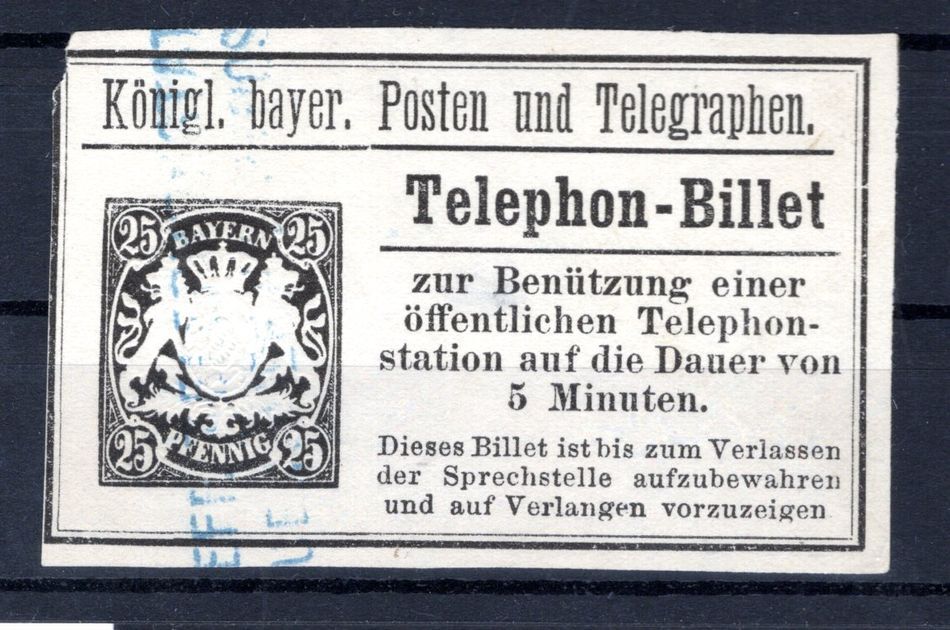 Königl. bayer. Posten und Telegraphen.
Telephon-Billet
25 25
BAYERN
zur Benützung einer
öffentlichen Telephon-
station auf die Dauer von
5 Minuten.
PFENNIG
25 25
Dieses Billet ist bis zum Verlassen
der Sprechstelle aufzubewahren
und auf Verlangen vorzuzeigen